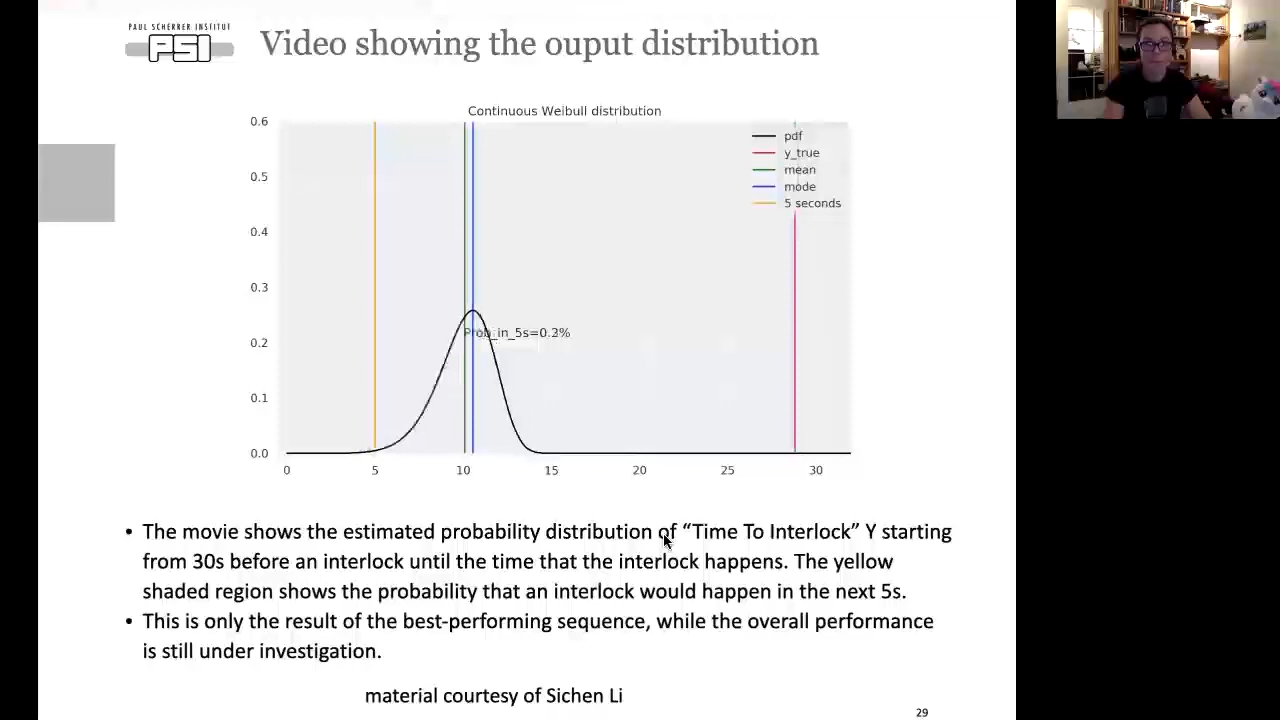 PAUL SCHERRER INSTITUT
PSI
Video showing the ouput distribution
Continuous Weibull distribution
0.6
0.5
0.4
0.3
0.2
0.1
0.0
0 5 10 15 20 25 30
pdf
y_true
mean
mode
5 seconds
Prob_in_5s=0.3%
• The movie shows the estimated probability distribution of “Time To Interlock” Y starting
from 30s before an interlock until the time that the interlock happens. The yellow
shaded region shows the probability that an interlock would happen in the next 5s.
• This is only the result of the best-performing sequence, while the overall performance
is still under investigation.
material courtesy of Sichen Li
29